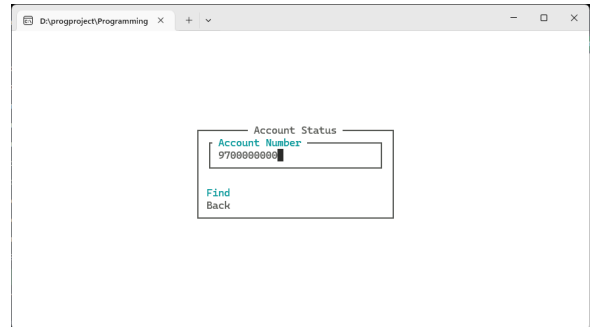 D:\progproject\Programming
Account Status
Account Number
9700000000
Find
Back